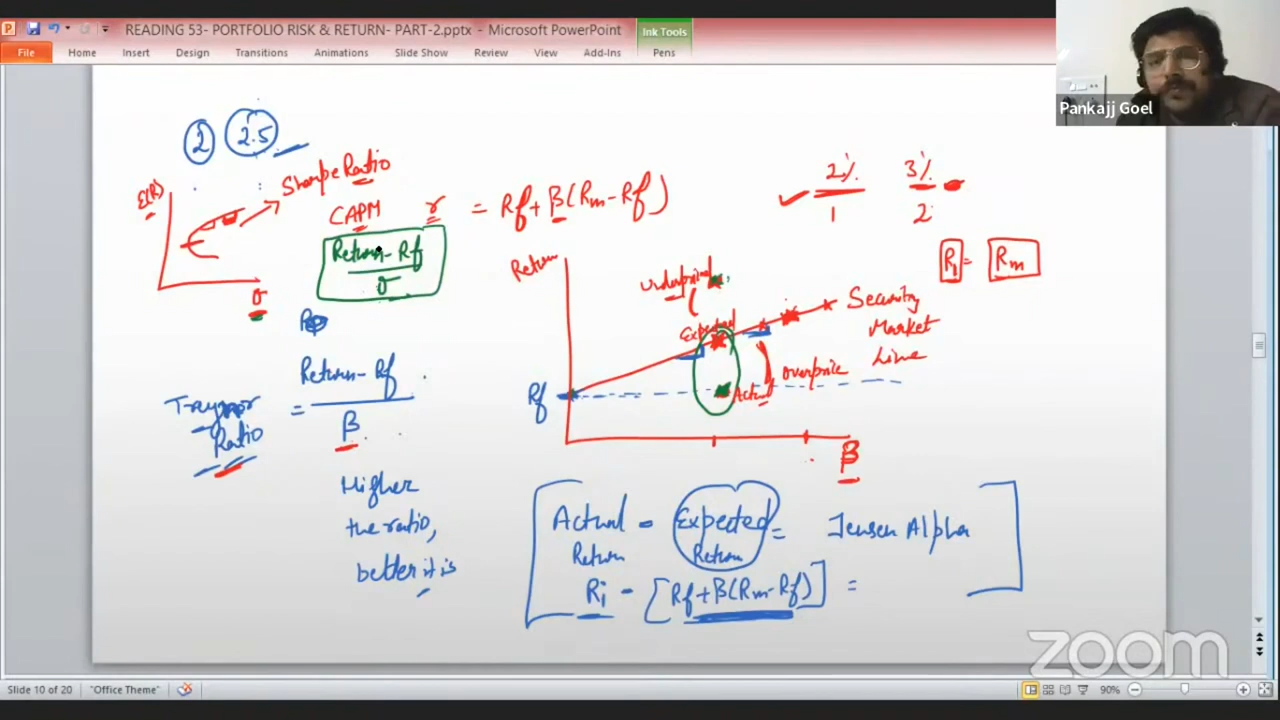 READING 53- PORTFOLIO RISK & RETURN- PART-2.pptx - Microsoft PowerPoint
Ink Tools
File Home Insert Design Transitions Animations Slide Show Review View Add-Ins Pens
Pankajj Goel
2 2.5
E(R)
Sharpe Ratio
σ
CAPM r = Rf + β(Rm-Rf)
Return - Rf
σ
2% 3%
1 2
R1 = Rm
Return
Underpriced
Expected
Security
Market
Line
Overprice
Actual
Rf
β
Treynor
Ratio
= Return - Rf
β
Higher
the ratio,
better it is
Actual - Expected = Jensen Alpha
Return Return
Ri - [Rf+β(Rm-Rf)] =
zoom
Slide 10 of 20 "Office Theme" 90%